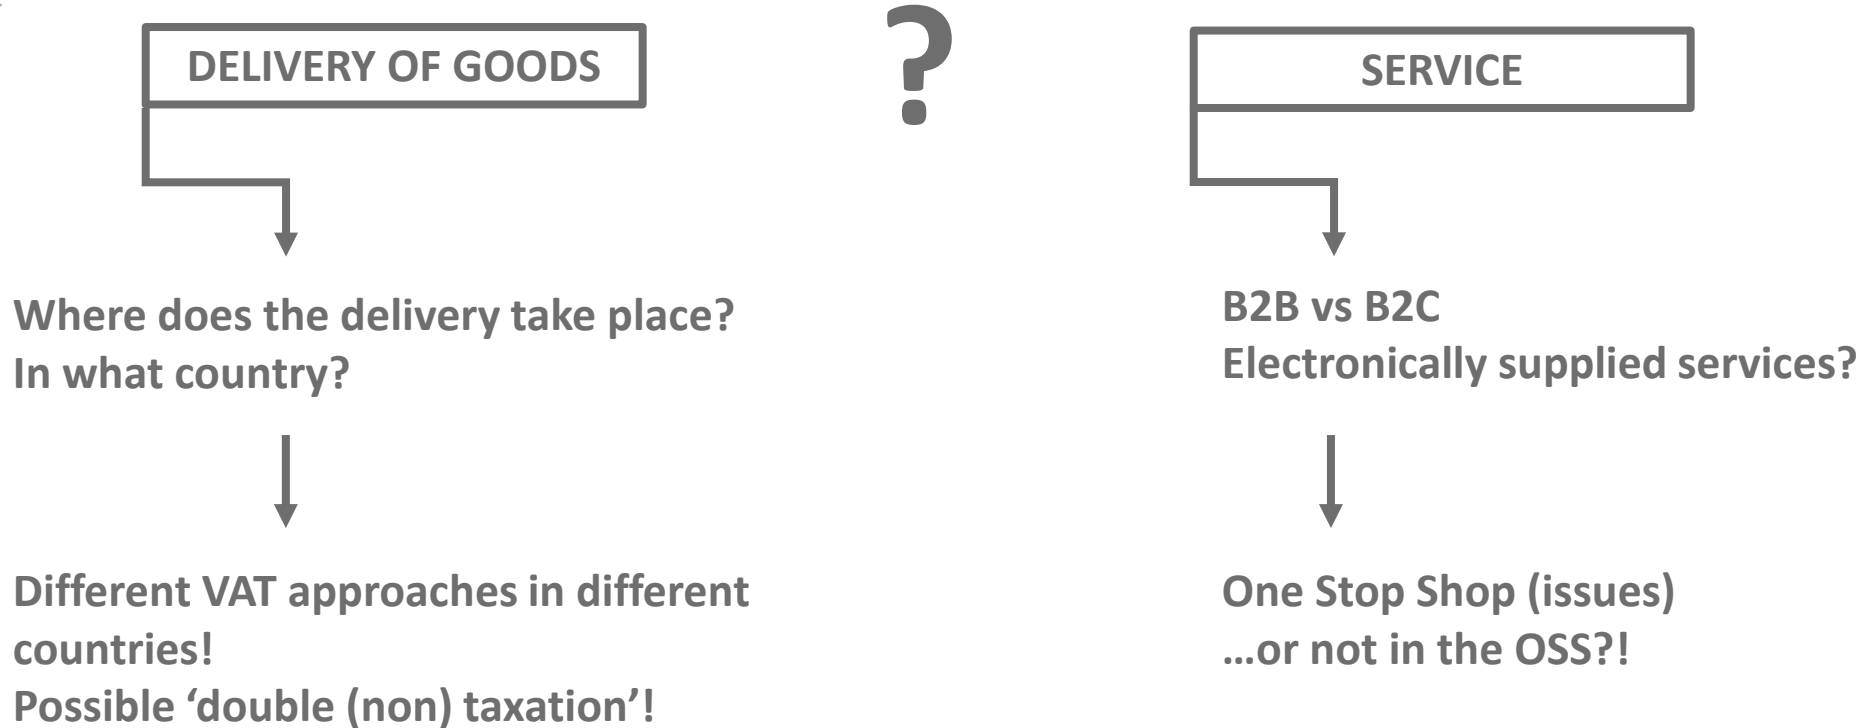 DELIVERY OF GOODS
?
SERVICE
Where does the delivery take place?
In what country?
B2B vs B2C
Electronically supplied services?
Different VAT approaches in different
countries!
Possible ‘double (non) taxation’!
One Stop Shop (issues)
…or not in the OSS?!